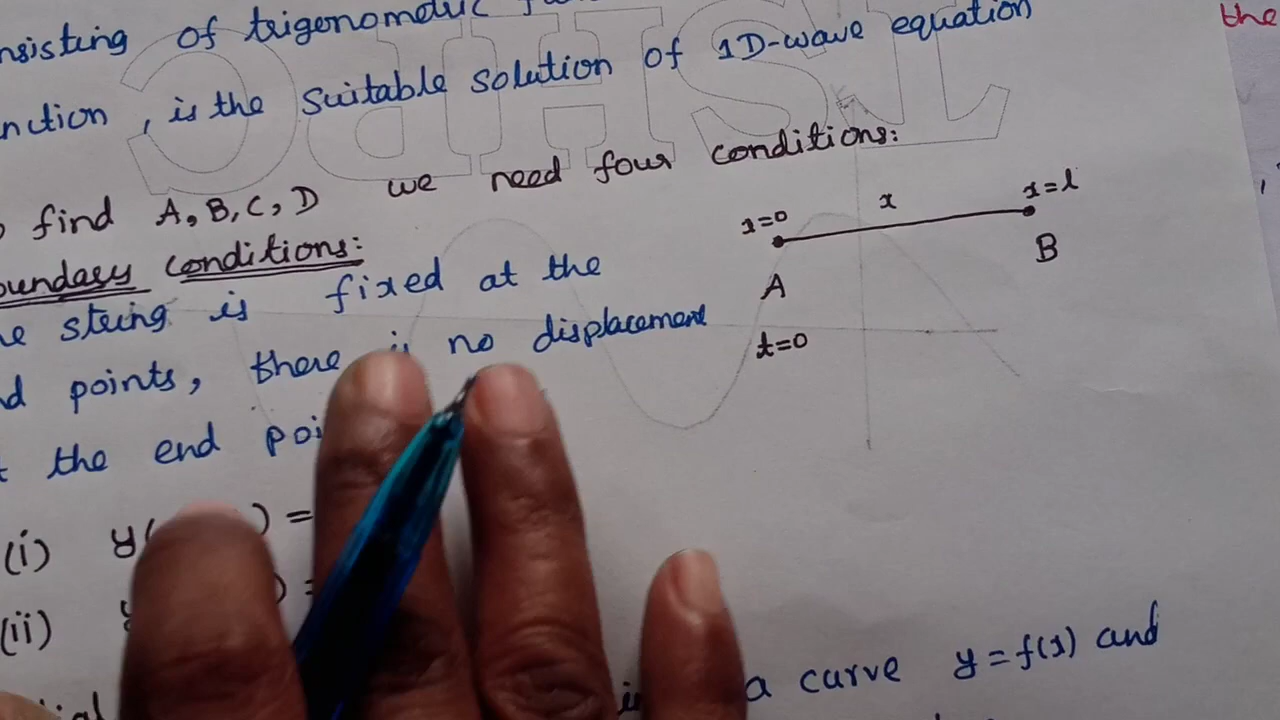 nsisting of trigonometric
the
nction, is the suitable solution of 1D-wave equation
find A, B, C, D we need four conditions:
x=0 x x=l
oundary conditions:
A B
string is fixed at the
t=0
d points, there is no displacement
the end poi
(i) y( ) =
(ii)
a curve y = f(x) and